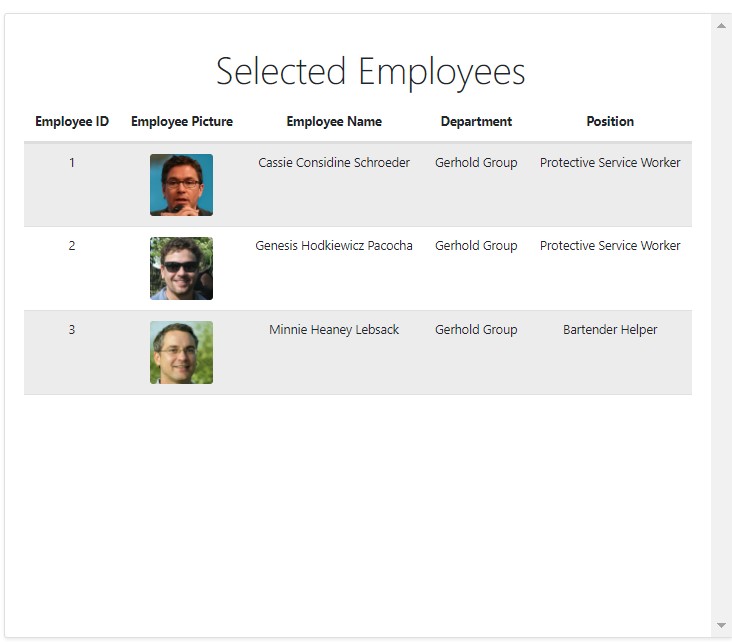 Selected Employees
Employee ID Employee Picture Employee Name Department Position
1 Cassie Considine Schroeder Gerhold Group Protective Service Worker
2 Genesis Hodkiewicz Pacocha Gerhold Group Protective Service Worker
3 Minnie Heaney Lebsack Gerhold Group Bartender Helper